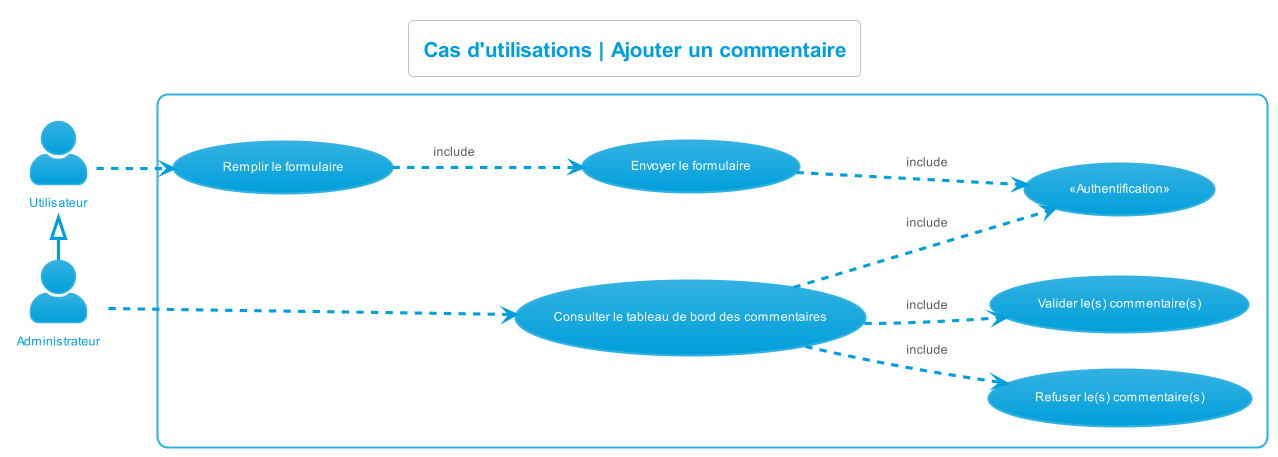 Cas d'utilisations | Ajouter un commentaire
Utilisateur
Remplir le formulaire
include
Envoyer le formulaire
include
«Authentification»
include
Administrateur
Consulter le tableau de bord des commentaires
include
Valider le(s) commentaire(s)
include
Refuser le(s) commentaire(s)